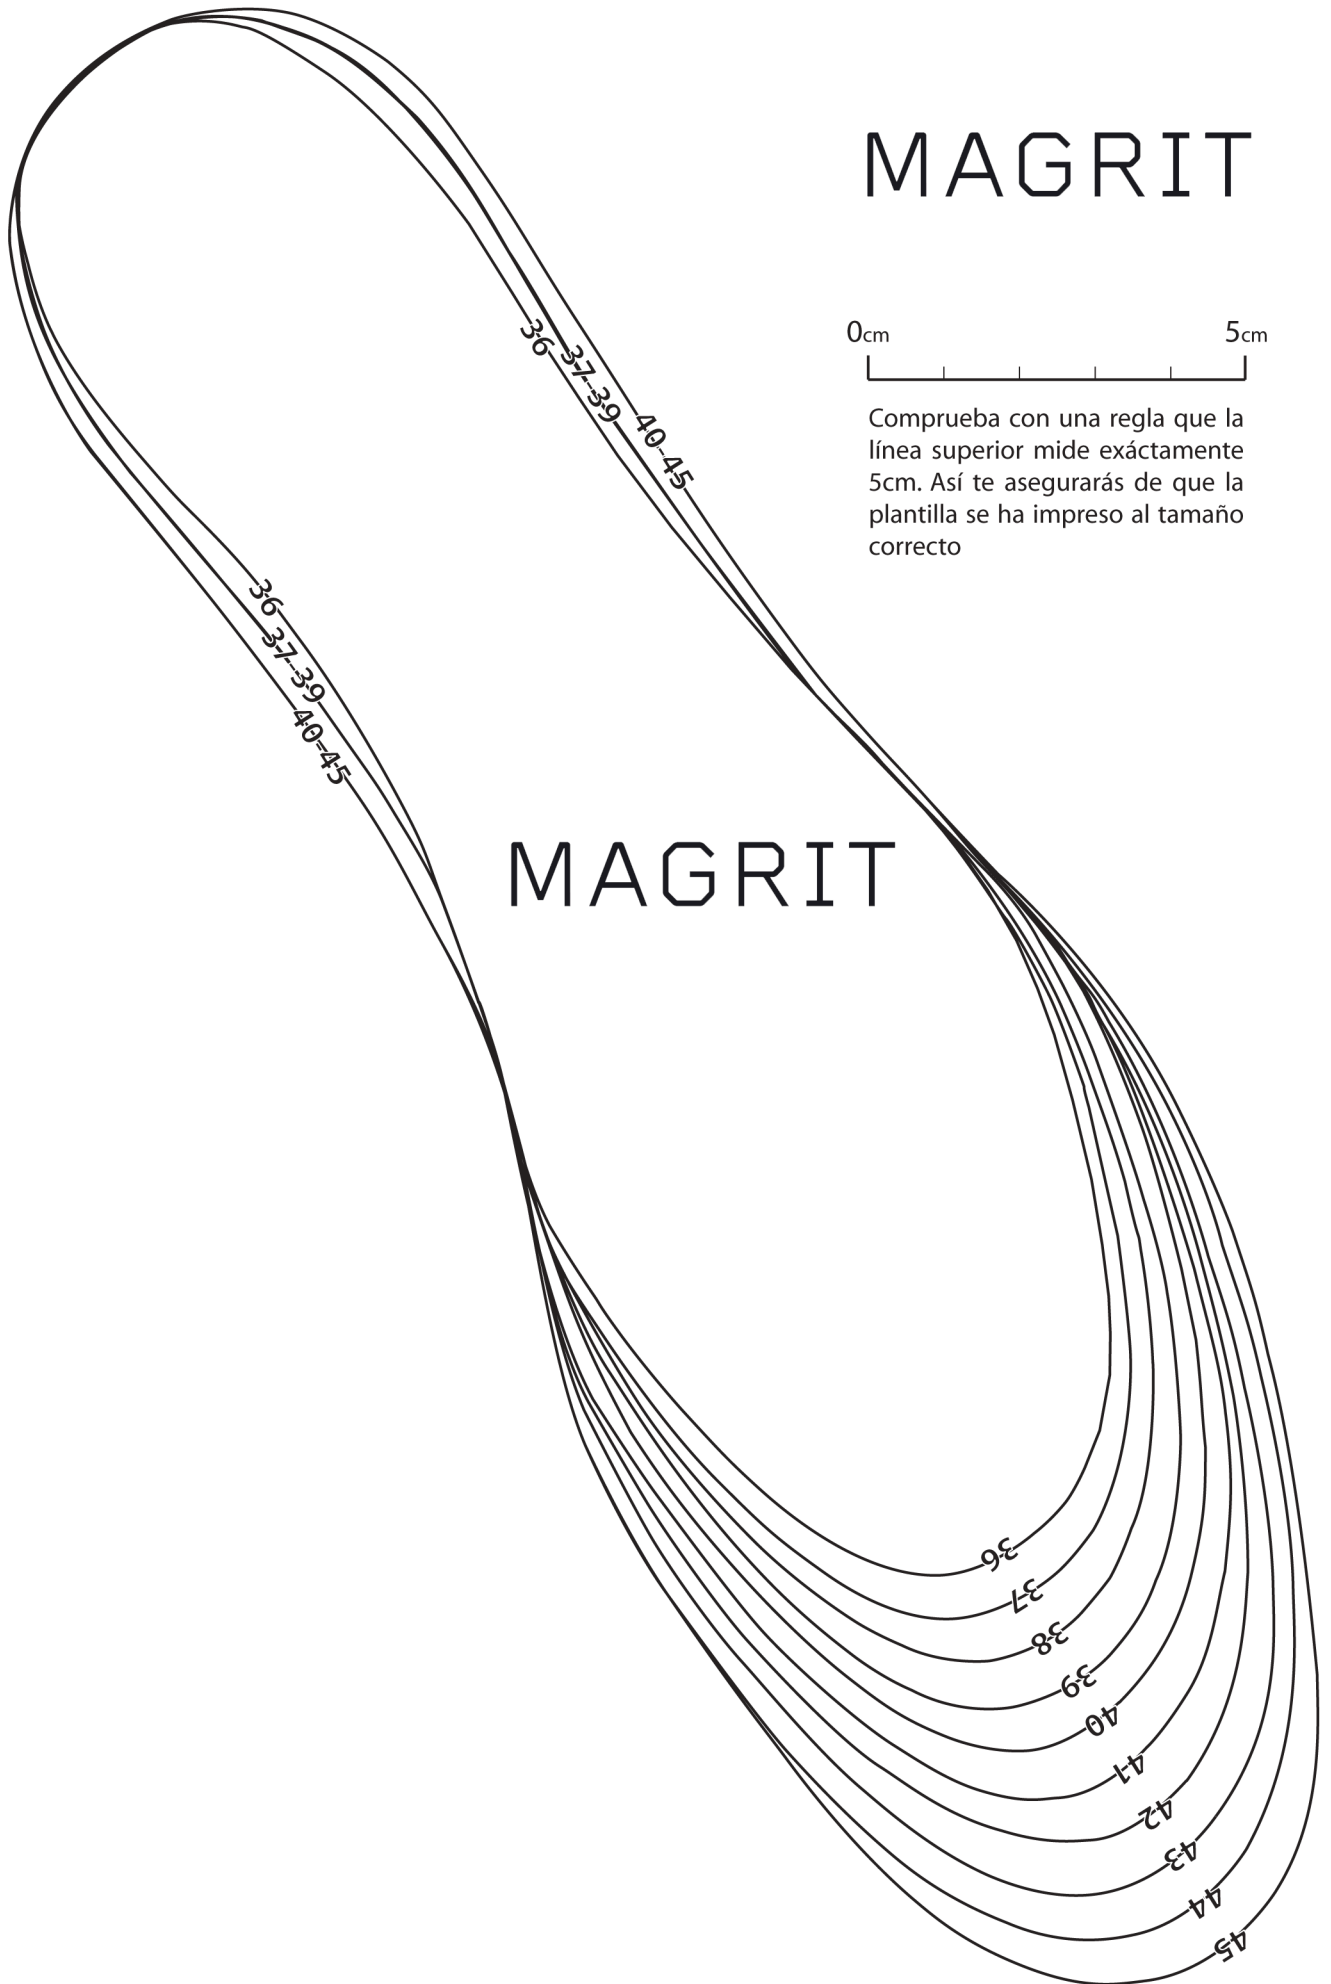 MAGRIT
0cm 5cm
Comprueba con una regla que la
línea superior mide exáctamente
5cm. Así te asegurarás de que la
plantilla se ha impreso al tamaño
correcto
36
37--39
40-45
36
37--39
40-45
MAGRIT
36
37
38
39
40
41
42
43
44
45